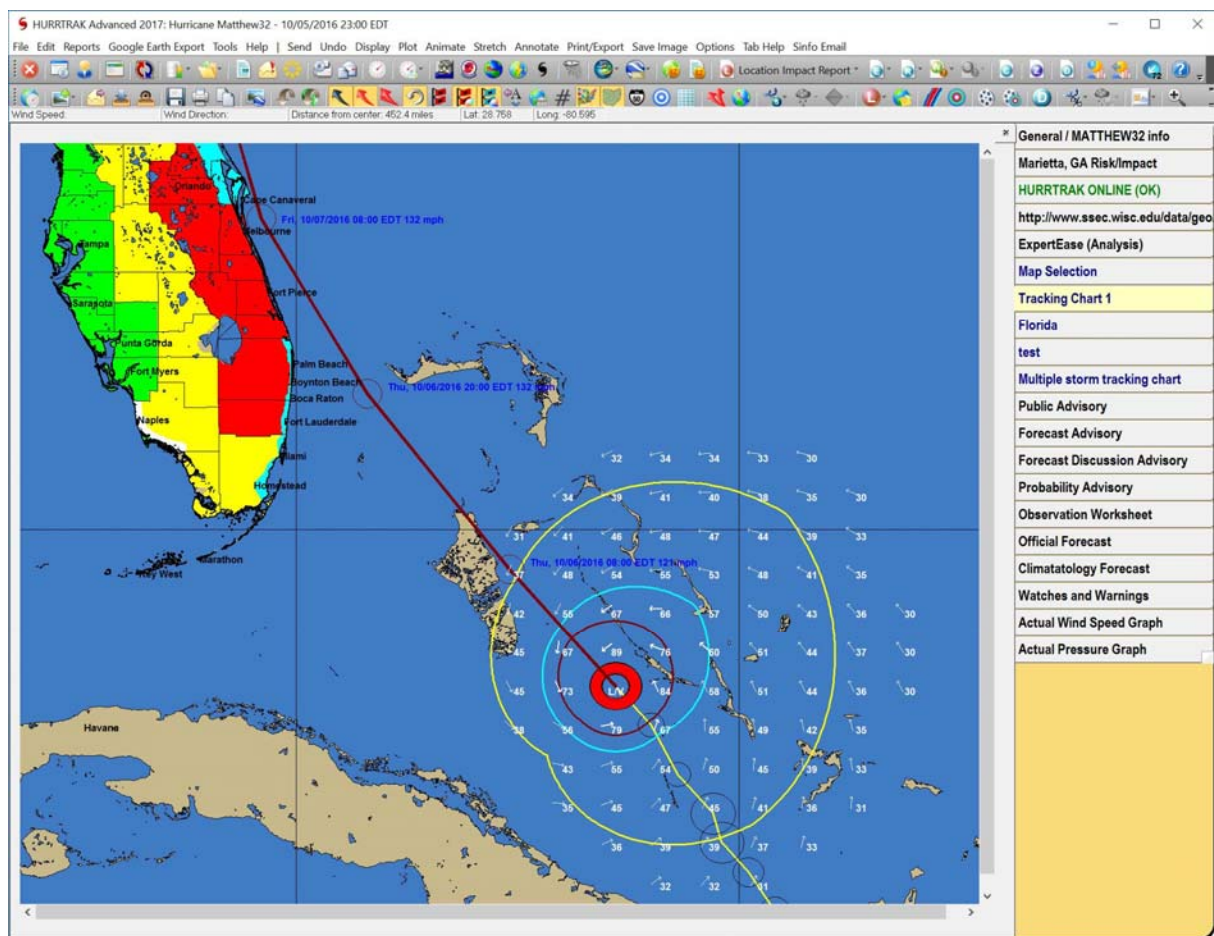 HURRTRAK Advanced 2017: Hurricane Matthew32 - 10/05/2016 23:00 EDT
File Edit Reports Google Earth Export Tools Help | Send Undo Display Plot Animate Stretch Annotate Print/Export Save Image Options Tab Help Sinfo Email
Location Impact Report
Wind Speed: Wind Direction: Distance from center: 452.4 miles Lat: 28.758 Long: -80.595
General / MATTHEW32 info
Marietta, GA Risk/Impact
HURRTRAK ONLINE (OK)
http://www.ssec.wisc.edu/data/geo
ExpertEase (Analysis)
Map Selection
Tracking Chart 1
Florida
test
Multiple storm tracking chart
Public Advisory
Forecast Advisory
Forecast Discussion Advisory
Probability Advisory
Observation Worksheet
Official Forecast
Climatatology Forecast
Watches and Warnings
Actual Wind Speed Graph
Actual Pressure Graph
Orlando
Cape Canaveral
Fri, 10/07/2016 08:00 EDT 132 mph
Melbourne
Tampa
Fort Pierce
Sarasota
Punta Gorda
Palm Beach
Fort Myers
Boynton Beach
Thu, 10/06/2016 20:00 EDT 132 mph
Boca Raton
Naples
Fort Lauderdale
Miami
Homestead
32 34 34 33 30
34 39 41 40 38 35 30
31 41 46 48 47 44 39 33
Marathon
Key West
Thu, 10/06/2016 08:00 EDT 121 mph
37 48 54 55 53 48 41 35
42 56 67 66 57 50 43 36 30
45 67 89 76 60 51 44 37 30
45 73 84 58 51 44 36 30
Havane
38 56 79 67 55 49 42 35
43 55 54 50 45 39 33
35 45 47 45 41 36 31
36 39 39 37 33
32 32 31